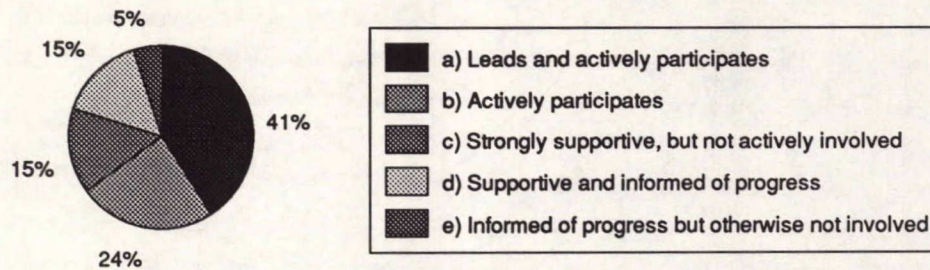 5%
15%
41%
15%
24%
a) Leads and actively participates
b) Actively participates
c) Strongly supportive, but not actively involved
d) Supportive and informed of progress
e) Informed of progress but otherwise not involved